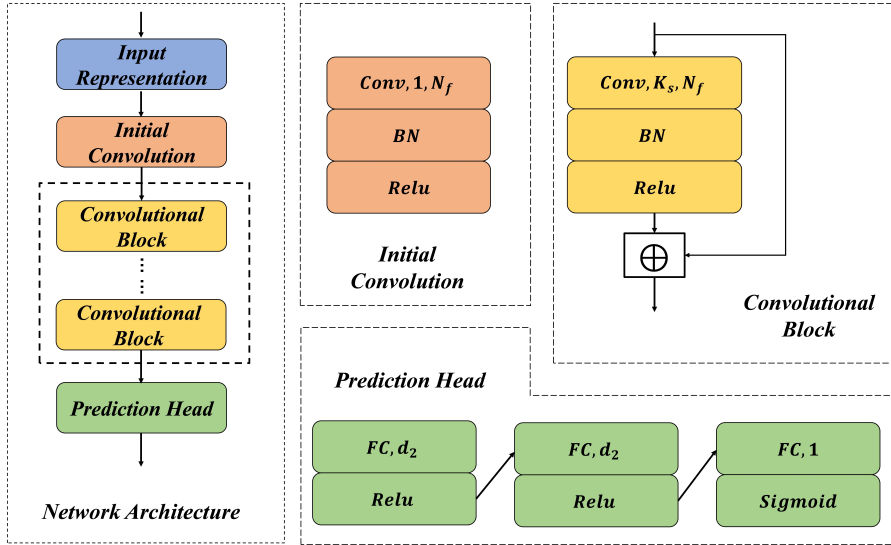 Input
Representation
Initial
Convolution
Convolutional
Block
Convolutional
Block
Prediction Head
Network Architecture
Conv, 1, N_f
BN
Relu
Initial
Convolution
Conv, K_s, N_f
BN
Relu
⊕
Convolutional
Block
Prediction Head
FC, d_2
Relu
FC, d_2
Relu
FC, 1
Sigmoid